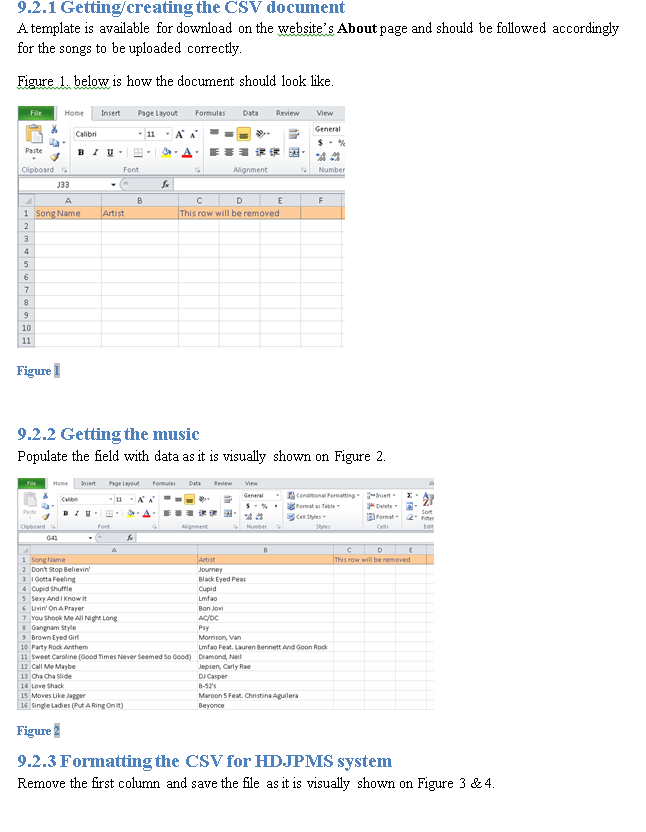 9.2.1 Getting/creating the CSV document
A template is available for download on the website's About page and should be followed accordingly
for the songs to be uploaded correctly.
Figure 1. below is how the document should look like.
File Home Insert Page Layout Formulas Data Review View
Calibri 11 A A General
Paste B I U A $ %
Clipboard Font Alignment Number
J33 fx
A B C D E F
1 Song Name Artist This row will be removed
2
3
4
5
6
7
8
9
10
11
Figure 1
9.2.2 Getting the music
Populate the field with data as it is visually shown on Figure 2.
File Home Insert Page Layout Formulas Data Review View
Calibri 11 A A General Conditional Formatting Insert Σ
Paste B I U A $ % Format as Table Delete Sort
Cell Styles Format Filter
Clipboard Font Alignment Number Styles Cells Edit
G41 fx
A B C D E
1 Song Name Artist This row will be removed
2 Don't Stop Believin' Journey
3 I Gotta Feeling Black Eyed Peas
4 Cupid Shuffle Cupid
5 Sexy And I Know It Lmfao
6 Livin' On A Prayer Bon Jovi
7 You Shook Me All Night Long AC/DC
8 Gangnam Style Psy
9 Brown Eyed Girl Morrison, Van
10 Party Rock Anthem Lmfao Feat. Lauren Bennett And Goon Rock
11 Sweet Caroline (Good Times Never Seemed So Good) Diamond, Neil
12 Call Me Maybe Jepsen, Carly Rae
13 Cha Cha Slide DJ Casper
14 Love Shack B-52's
15 Moves Like Jagger Maroon 5 Feat. Christina Aguilera
16 Single Ladies (Put A Ring On It) Beyonce
Figure 2
9.2.3 Formatting the CSV for HDJPMS system
Remove the first column and save the file as it is visually shown on Figure 3 & 4.